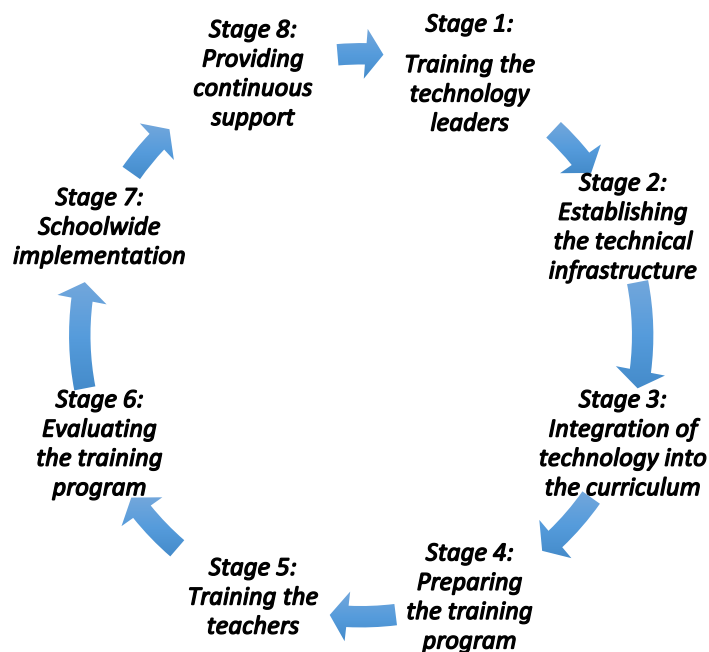 Stage 1:
Training the
technology
leaders
Stage 2:
Establishing
the technical
infrastructure
Stage 3:
Integration of
technology into
the curriculum
Stage 4:
Preparing
the training
program
Stage 5:
Training the
teachers
Stage 6:
Evaluating
the training
program
Stage 7:
Schoolwide
implementation
Stage 8:
Providing
continuous
support